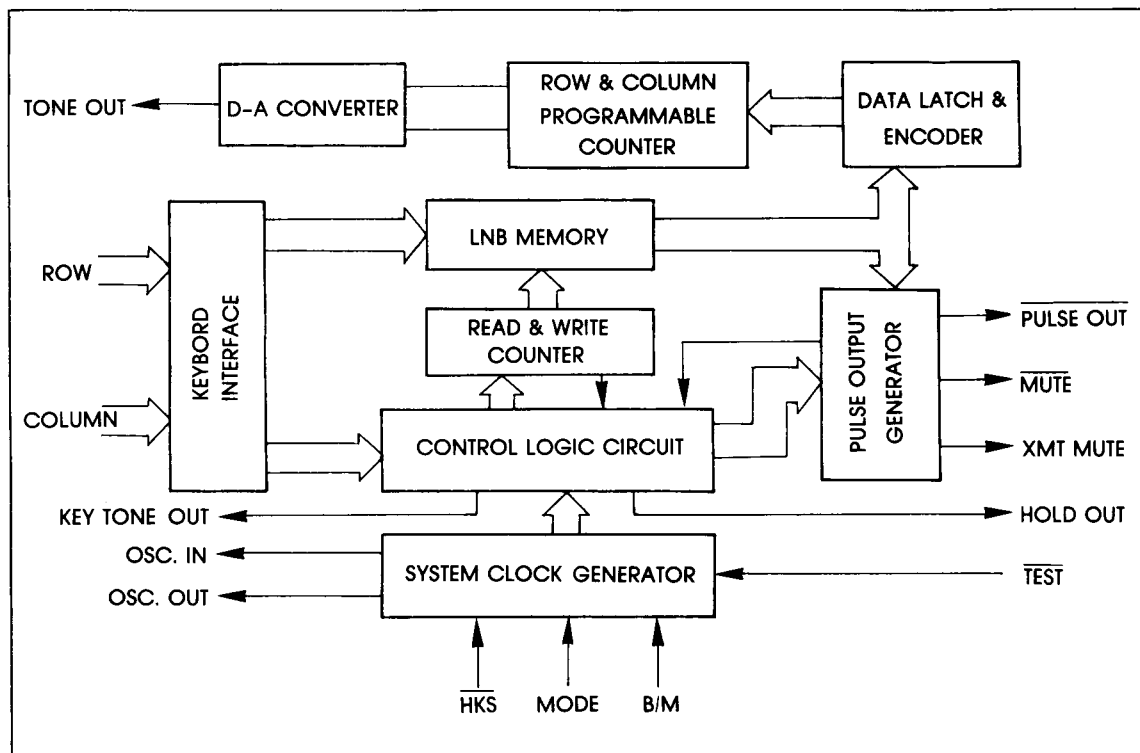 TONE OUT
D-A CONVERTER
ROW & COLUMN
PROGRAMMABLE
COUNTER
DATA LATCH &
ENCODER
ROW
COLUMN
KEYBORD
INTERFACE
LNB MEMORY
READ & WRITE
COUNTER
CONTROL LOGIC CIRCUIT
PULSE OUTPUT
GENERATOR
PULSE OUT
MUTE
XMT MUTE
KEY TONE OUT
HOLD OUT
OSC. IN
OSC. OUT
SYSTEM CLOCK GENERATOR
TEST
HKS
MODE
B/M